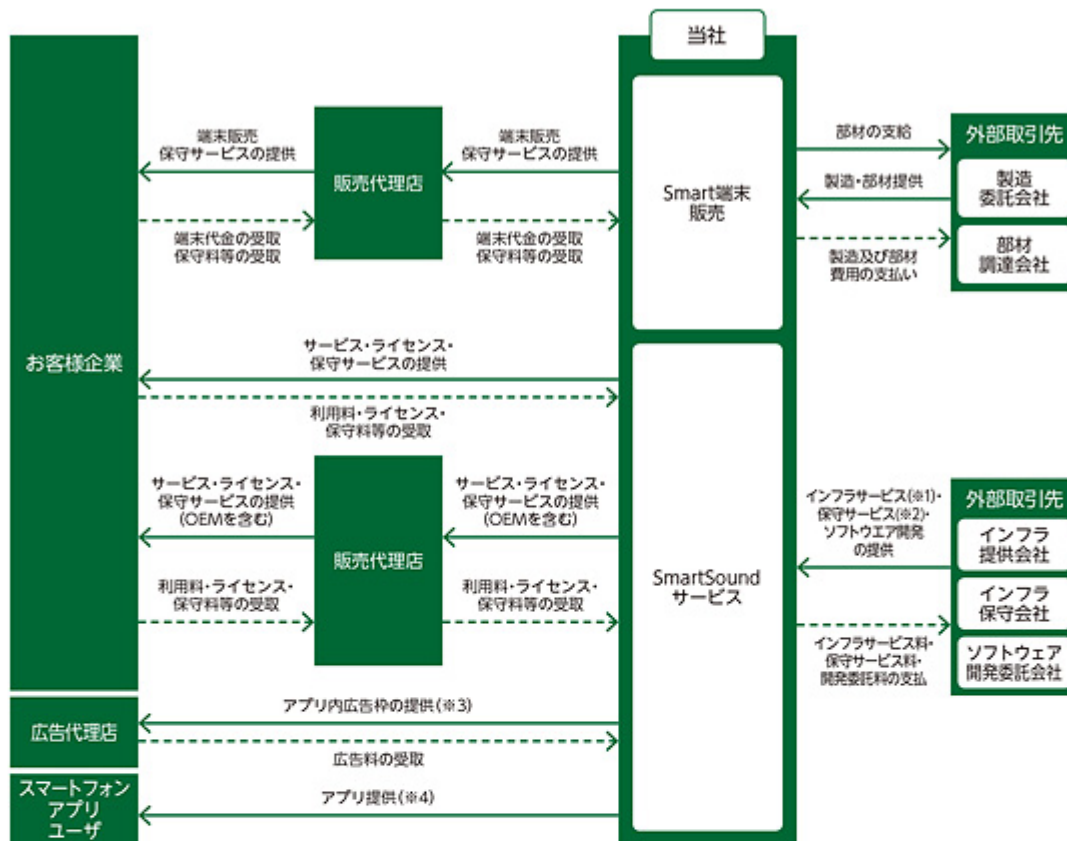 当社
端末販売
保守サービスの提供
販売代理店
端末販売
保守サービスの提供
端末代金の受取
保守料等の受取
端末代金の受取
保守料等の受取
Smart端末
販売
部材の支給
製造・部材提供
製造及び部材
費用の支払い
外部取引先
製造
委託会社
部材
調達会社
お客様企業
サービス・ライセンス・
保守サービスの提供
利用料・ライセンス・
保守料等の受取
サービス・ライセンス・
保守サービスの提供
(OEMを含む)
販売代理店
サービス・ライセンス・
保守サービスの提供
(OEMを含む)
利用料・ライセンス・
保守料等の受取
利用料・ライセンス・
保守料等の受取
SmartSound
サービス
インフラサービス(※1)・
保守サービス(※2)・
ソフトウエア開発
の提供
インフラサービス料・
保守サービス料・
開発委託料の支払
外部取引先
インフラ
提供会社
インフラ
保守会社
ソフトウェア
開発委託会社
広告代理店
アプリ内広告枠の提供(※3)
広告料の受取
スマートフォン
アプリ
ユーザ
アプリ提供(※4)